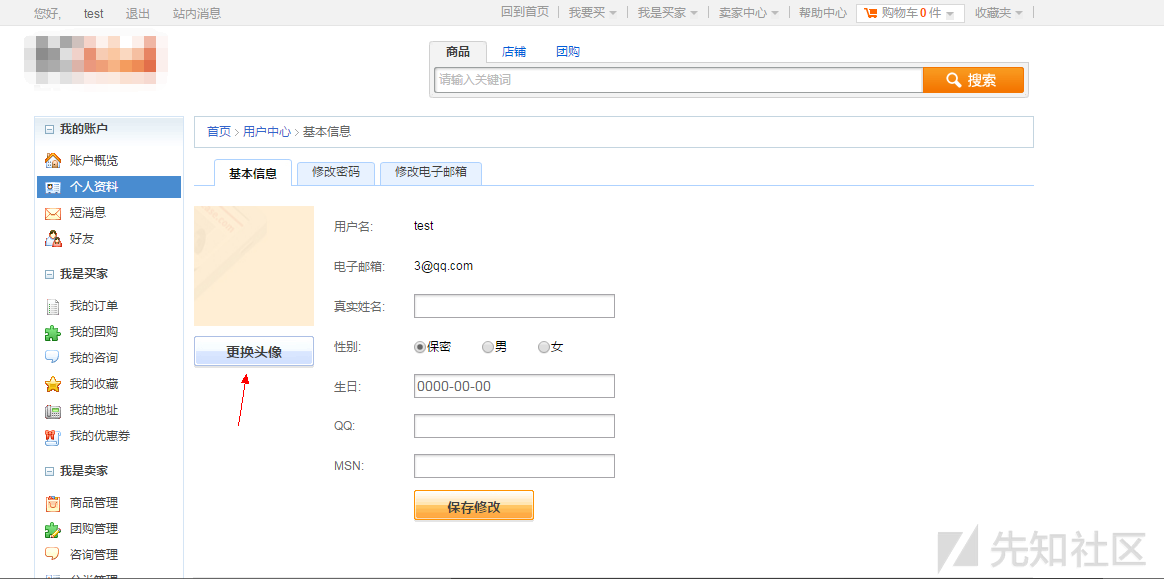 您好, test 退出 站内消息 回到首页 我要买 我是买家 卖家中心 帮助中心 购物车0件 收藏夹
商品 店铺 团购
请输入关键词 搜索
我的账户
账户概览
个人资料
短消息
好友
我是买家
我的订单
我的团购
我的咨询
我的收藏
我的地址
我的优惠券
我是卖家
商品管理
团购管理
咨询管理
首页 > 用户中心 > 基本信息
基本信息 修改密码 修改电子邮箱
更换头像
用户名: test
电子邮箱: 3@qq.com
真实姓名:
性别: 保密 男 女
生日: 0000-00-00
QQ:
MSN:
保存修改
先知社区